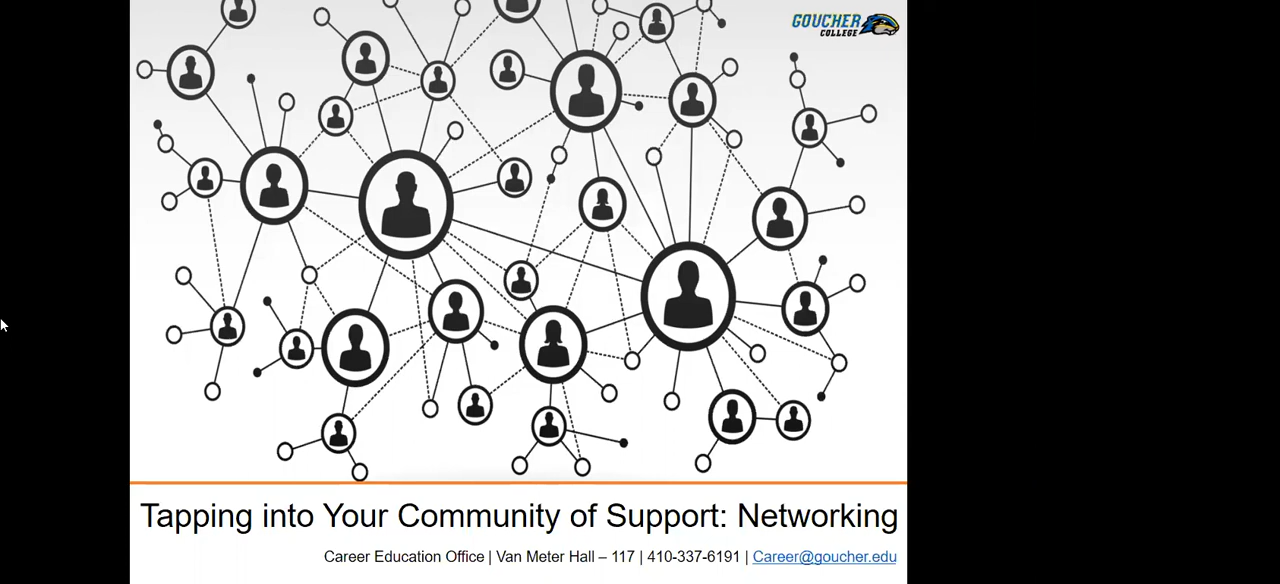 GOUCHER
COLLEGE
Tapping into Your Community of Support: Networking
Career Education Office | Van Meter Hall – 117 | 410-337-6191 | Career@goucher.edu